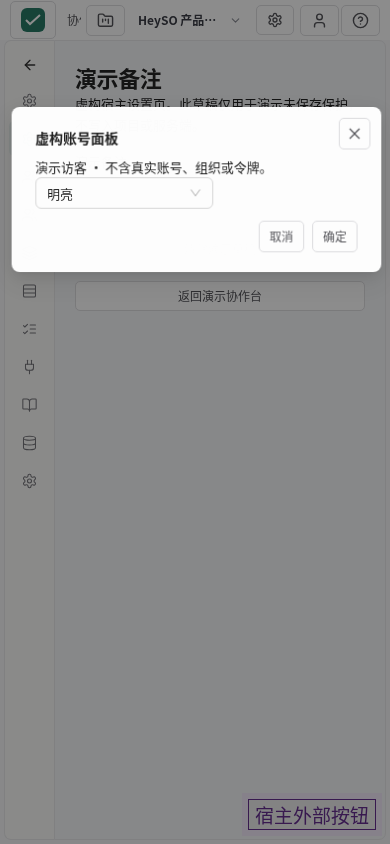 协
HeySO 产品…
演示备注
虚构宿主设置页。此草稿仅用于演示未保存保护
虚构账号面板
演示访客 · 不含真实账号、组织或令牌。
明亮
取消
确定
返回演示协作台
宿主外部按钮